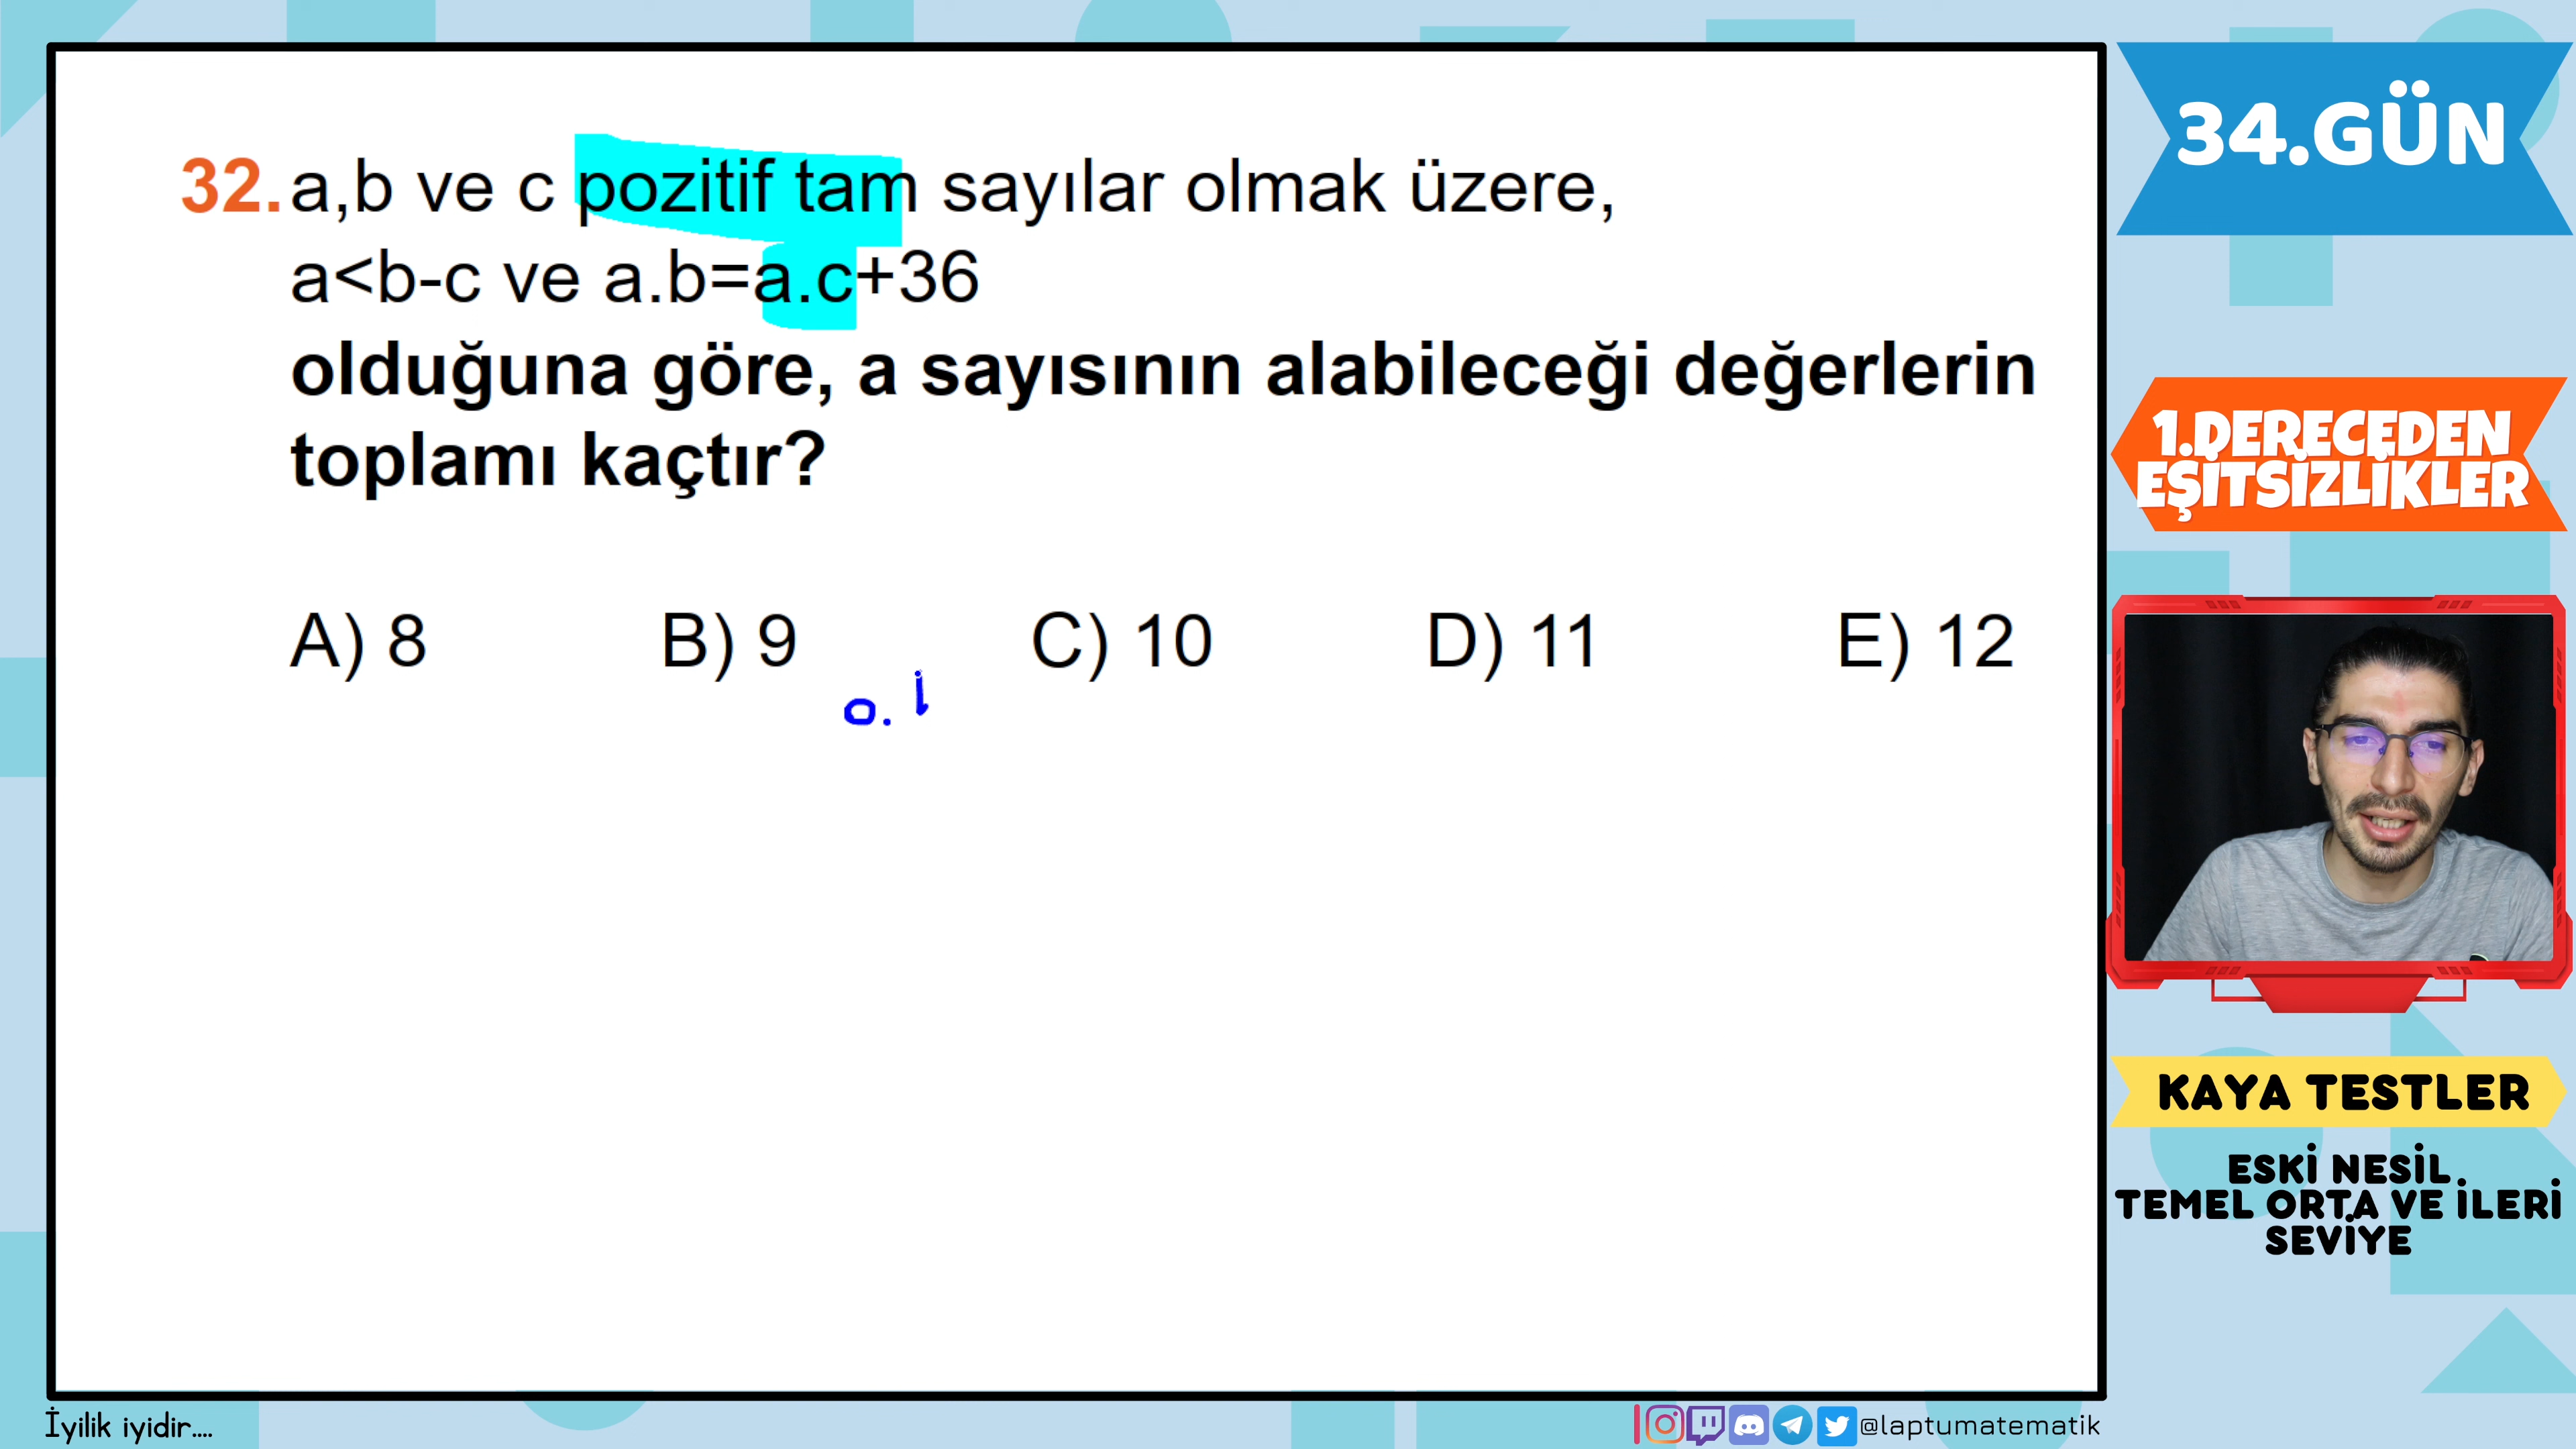 34.GÜN
32. a,b ve c pozitif tam sayılar olmak üzere,
a<b-c ve a.b=a.c+36
olduğuna göre, a sayısının alabileceği değerlerin
toplamı kaçtır?
A) 8 B) 9 C) 10 D) 11 E) 12
1.DERECEDEN
EŞİTSİZLİKLER
KAYA TESTLER
ESKİ NESİL
TEMEL ORTA VE İLERİ
SEVİYE
İyilik iyidir....
@laptumatematik